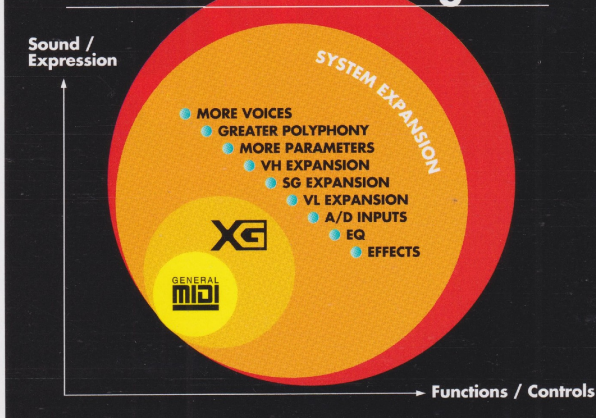 Sound /
Expression
SYSTEM EXPANSION
MORE VOICES
GREATER POLYPHONY
MORE PARAMETERS
VH EXPANSION
SG EXPANSION
VL EXPANSION
A/D INPUTS
EQ
EFFECTS
XG
GENERAL
MIDI
Functions / Controls